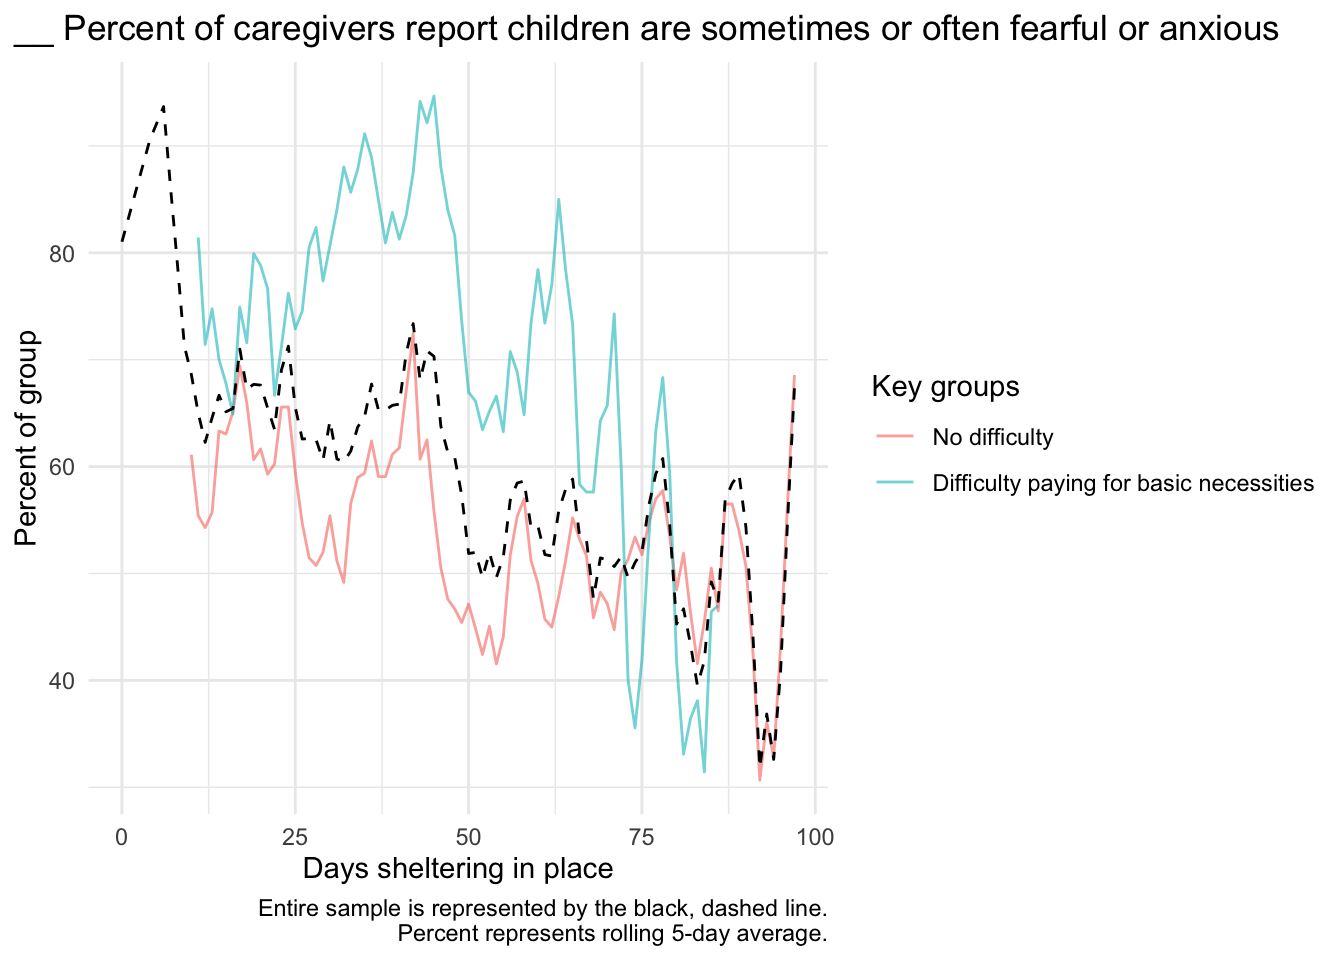 __ Percent of caregivers report children are sometimes or often fearful or anxious
Percent of group
80
60
40
0 25 50 75 100
Days sheltering in place
Key groups
No difficulty
Difficulty paying for basic necessities
Entire sample is represented by the black, dashed line.
Percent represents rolling 5-day average.